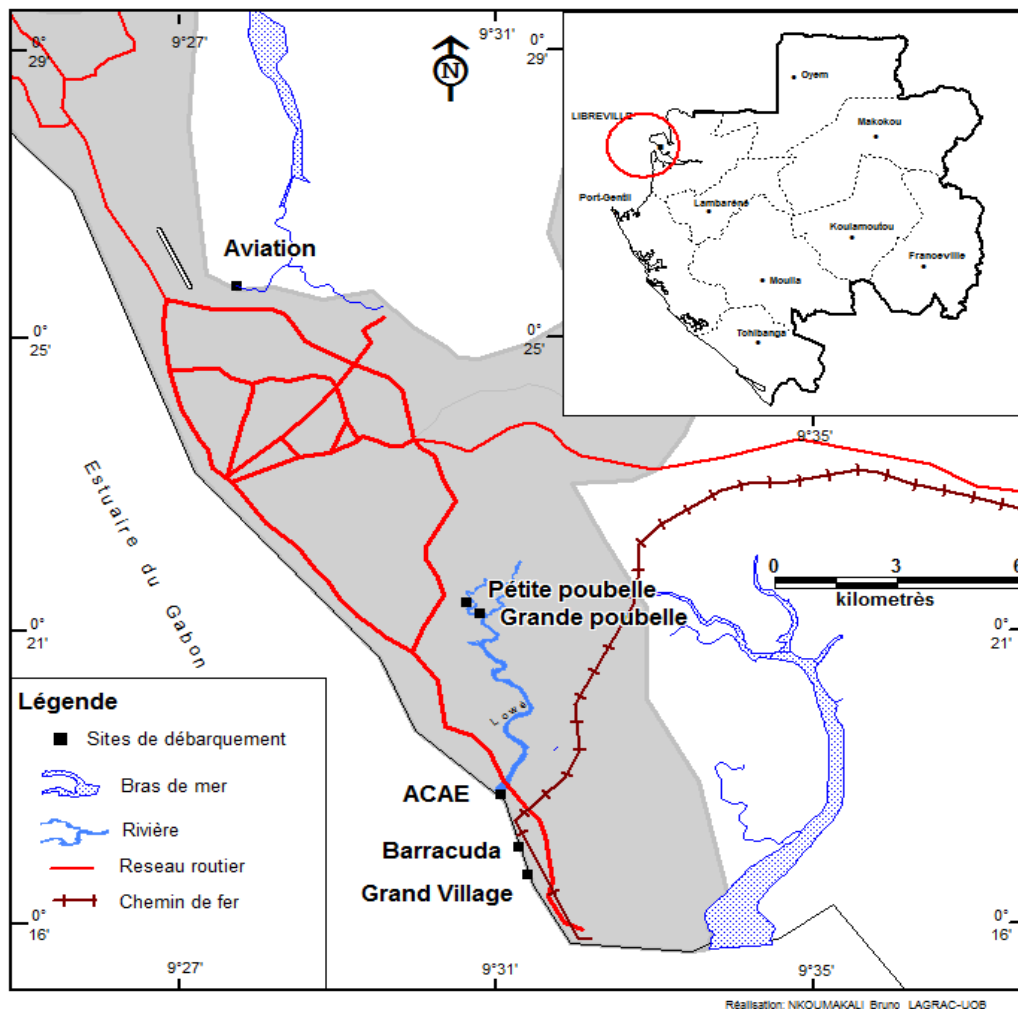 9°27'
9°31'
0°
29'
0°
29'
N
Oyem
LIBREVILLE
Makokou
Port-Gentil
Lambaréné
Koulamoutou
Franceville
Mouila
Tchibanga
Aviation
0°
25'
0°
25'
9°35'
Estuaire du Gabon
0 3 6
kilometrès
Pétite poubelle
Grande poubelle
0°
21'
0°
21'
Lowé
Légende
Sites de débarquement
Bras de mer
Rivière
Reseau routier
Chemin de fer
ACAE
Barracuda
Grand Village
0°
16'
0°
16'
9°27'
9°31'
9°35'
Réalisation: NKOUMAKALI Bruno LAGRAC-UOB